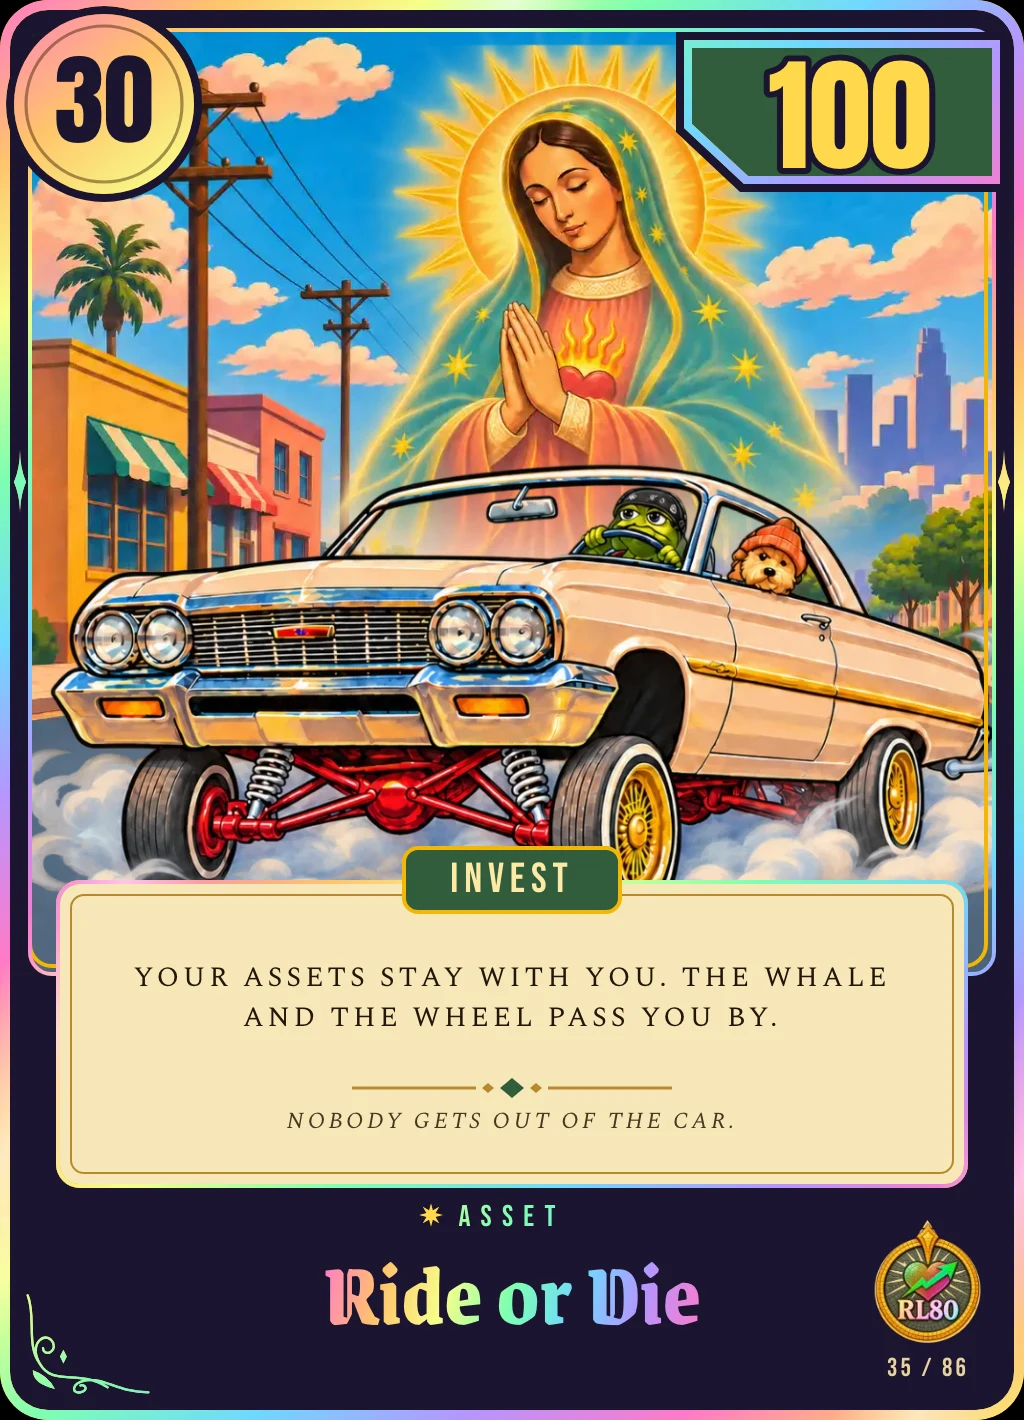 30
100
INVEST
YOUR ASSETS STAY WITH YOU. THE WHALE
AND THE WHEEL PASS YOU BY.
NOBODY GETS OUT OF THE CAR.
ASSET
Ride or Die
RL80
35 / 86